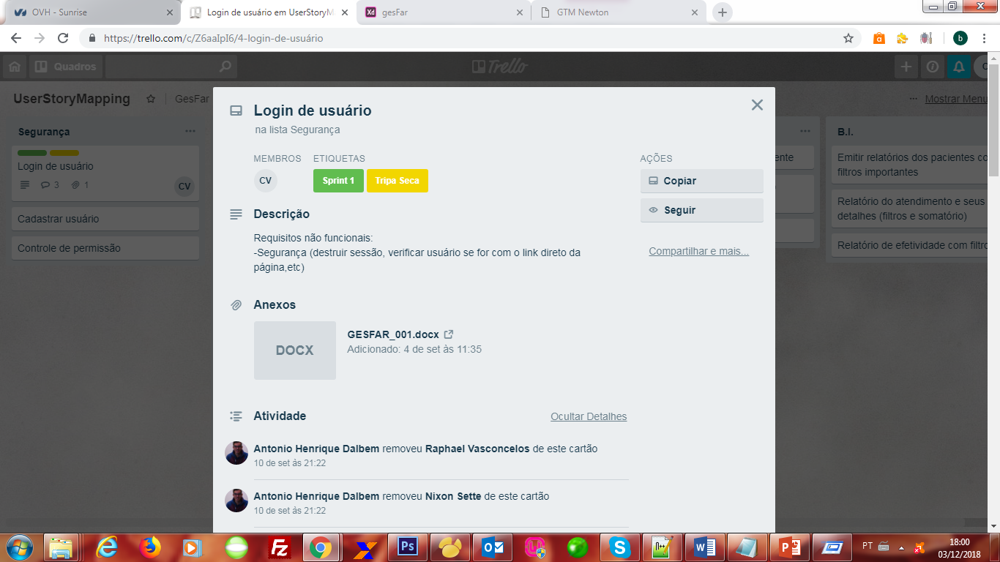 OVH - Sunrise
Login de usuário em UserStoryM
gesFar
GTM Newton
https://trello.com/c/Z6aaIpI6/4-login-de-usuário
b
Quadros
Trello
UserStoryMapping
GesFar
Mostrar Menu
Segurança
Login de usuário
3
1
CV
Cadastrar usuário
Controle de permissão
Login de usuário
na lista Segurança
MEMBROS
ETIQUETAS
CV
Sprint 1
Tripa Seca
Descrição
Requisitos não funcionais:
-Segurança (destruir sessão, verificar usuário se for com o link direto da
página,etc)
Anexos
DOCX
GESFAR_001.docx
Adicionado: 4 de set às 11:35
Atividade
Ocultar Detalhes
Antonio Henrique Dalbem removeu Raphael Vasconcelos de este cartão
10 de set às 21:22
Antonio Henrique Dalbem removeu Nixon Sette de este cartão
10 de set às 21:22
AÇÕES
Copiar
Seguir
Compartilhar e mais...
ente
B.I.
Emitir relatórios dos pacientes co
filtros importantes
Relatório do atendimento e seus
detalhes (filtros e somatório)
Relatório de efetividade com filtro
PT
18:00
03/12/2018